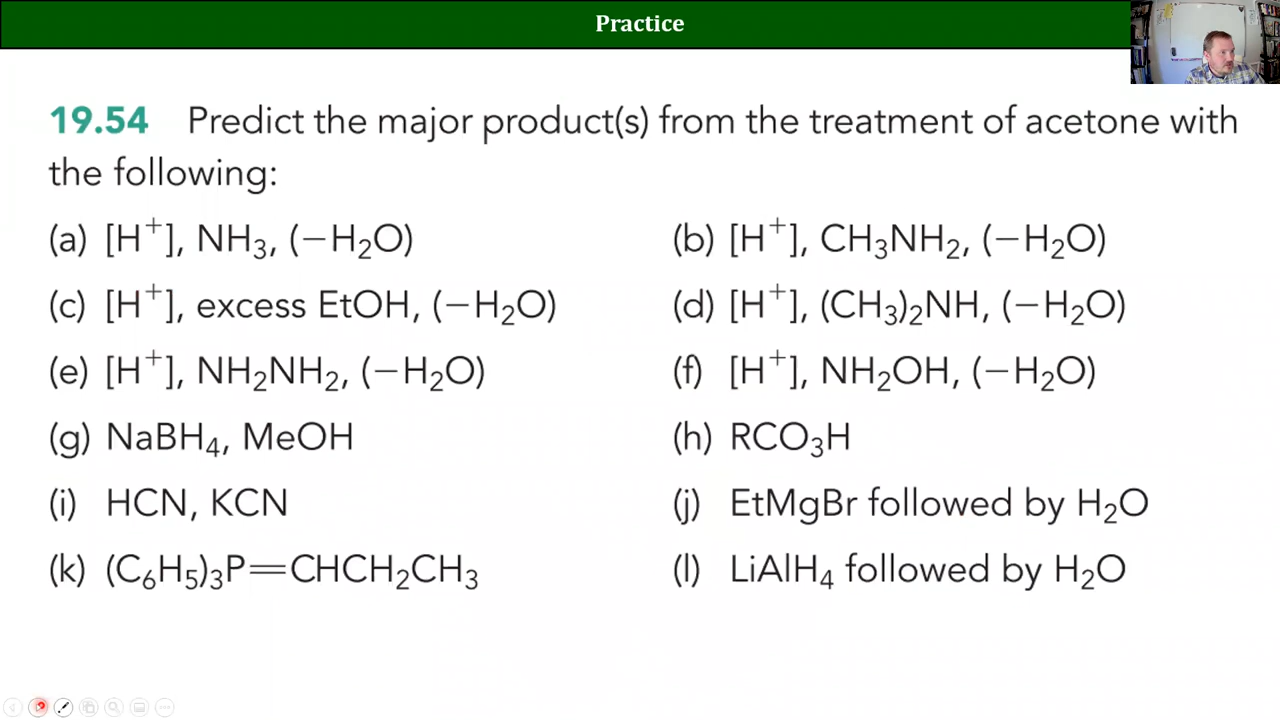 Practice
19.54 Predict the major product(s) from the treatment of acetone with
the following:
(a) [H⁺], NH₃, (−H₂O)
(b) [H⁺], CH₃NH₂, (−H₂O)
(c) [H⁺], excess EtOH, (−H₂O)
(d) [H⁺], (CH₃)₂NH, (−H₂O)
(e) [H⁺], NH₂NH₂, (−H₂O)
(f) [H⁺], NH₂OH, (−H₂O)
(g) NaBH₄, MeOH
(h) RCO₃H
(i) HCN, KCN
(j) EtMgBr followed by H₂O
(k) (C₆H₅)₃P=CHCH₂CH₃
(l) LiAlH₄ followed by H₂O